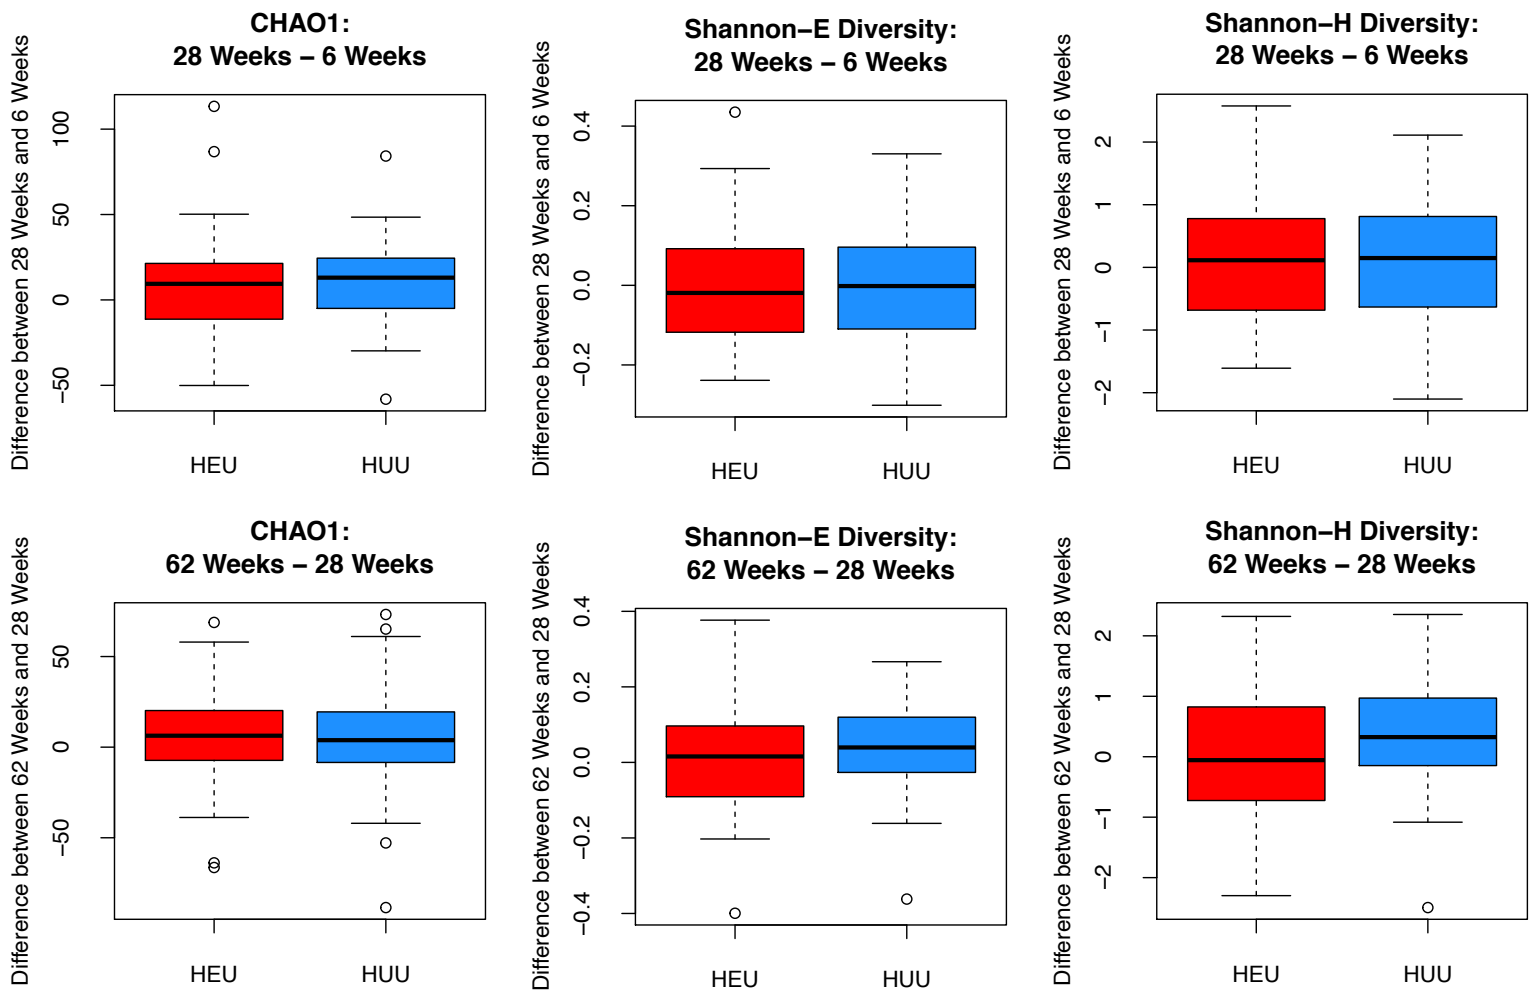 CHAO1:
28 Weeks – 6 Weeks
Difference between 28 Weeks and 6 Weeks
100
50
0
−50
HEU
HUU
Shannon−E Diversity:
28 Weeks – 6 Weeks
Difference between 28 Weeks and 6 Weeks
0.4
0.2
0.0
−0.2
HEU
HUU
Shannon−H Diversity:
28 Weeks – 6 Weeks
Difference between 28 Weeks and 6 Weeks
2
1
0
−1
−2
HEU
HUU
CHAO1:
62 Weeks – 28 Weeks
Difference between 62 Weeks and 28 Weeks
50
0
−50
HEU
HUU
Shannon−E Diversity:
62 Weeks – 28 Weeks
Difference between 62 Weeks and 28 Weeks
0.4
0.2
0.0
−0.2
−0.4
HEU
HUU
Shannon−H Diversity:
62 Weeks – 28 Weeks
Difference between 62 Weeks and 28 Weeks
2
1
0
−1
−2
HEU
HUU